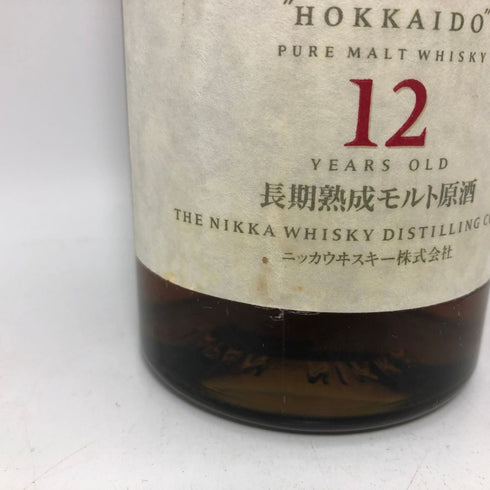 "HOKKAIDO"
PURE MALT WHISKY
12
YEARS OLD
長期熟成モルト原酒
THE NIKKA WHISKY DISTILLING
ニッカウヰスキー株式会社
NIKKA